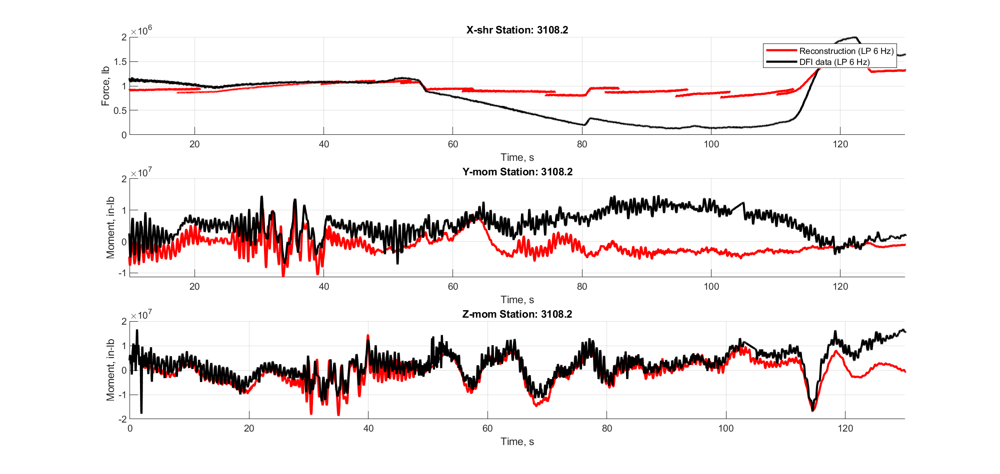 X-shr Station: 3108.2
×10^6
2
1.5
1
0.5
0
Force, lb
Reconstruction (LP 6 Hz)
DFI data (LP 6 Hz)
20 40 60 80 100 120
Time, s
Y-mom Station: 3108.2
×10^7
2
1
0
-1
Moment, in-lb
20 40 60 80 100 120
Time, s
Z-mom Station: 3108.2
×10^7
2
1
0
-1
-2
Moment, in-lb
0 20 40 60 80 100 120
Time, s